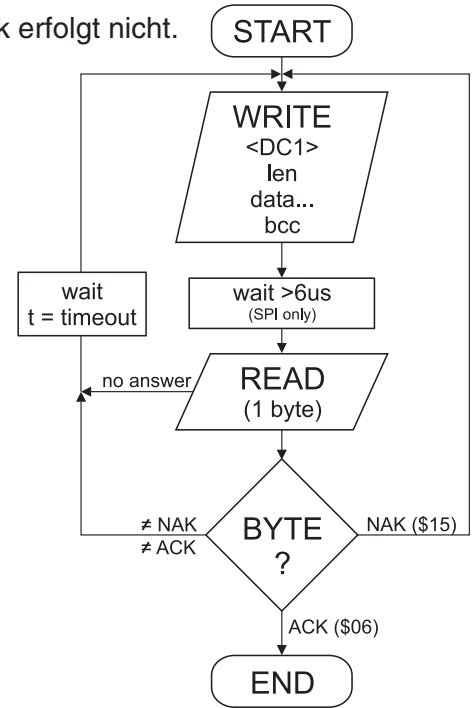 k erfolgt nicht.
START
WRITE
<DC1>
len
data...
bcc
wait
t = timeout
wait >6us
(SPI only)
no answer
READ
(1 byte)
≠ NAK
≠ ACK
BYTE
?
NAK ($15)
ACK ($06)
END